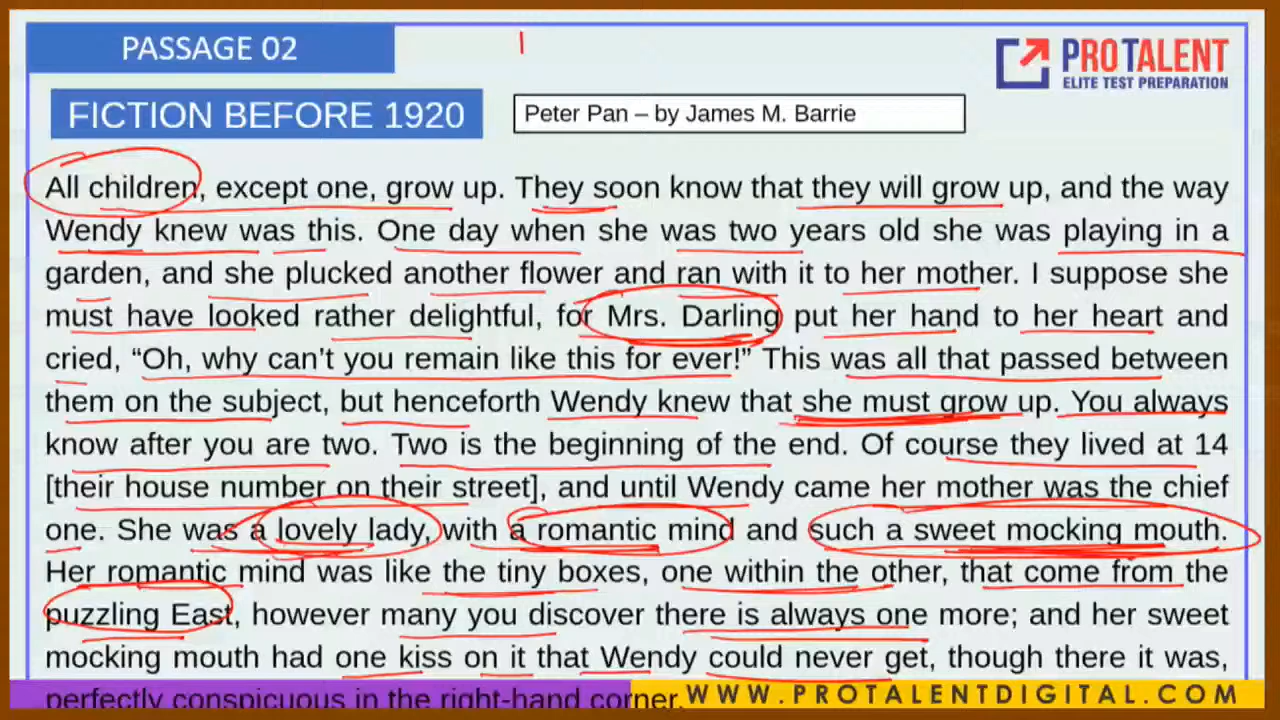 PASSAGE 02
PROTALENT
ELITE TEST PREPARATION
FICTION BEFORE 1920
Peter Pan – by James M. Barrie
All children, except one, grow up. They soon know that they will grow up, and the way
Wendy knew was this. One day when she was two years old she was playing in a
garden, and she plucked another flower and ran with it to her mother. I suppose she
must have looked rather delightful, for Mrs. Darling put her hand to her heart and
cried, “Oh, why can’t you remain like this for ever!” This was all that passed between
them on the subject, but henceforth Wendy knew that she must grow up. You always
know after you are two. Two is the beginning of the end. Of course they lived at 14
[their house number on their street], and until Wendy came her mother was the chief
one. She was a lovely lady, with a romantic mind and such a sweet mocking mouth.
Her romantic mind was like the tiny boxes, one within the other, that come from the
puzzling East, however many you discover there is always one more; and her sweet
mocking mouth had one kiss on it that Wendy could never get, though there it was,
perfectly conspicuous in the right-hand corner.
WWW.PROTALENTDIGITAL.COM